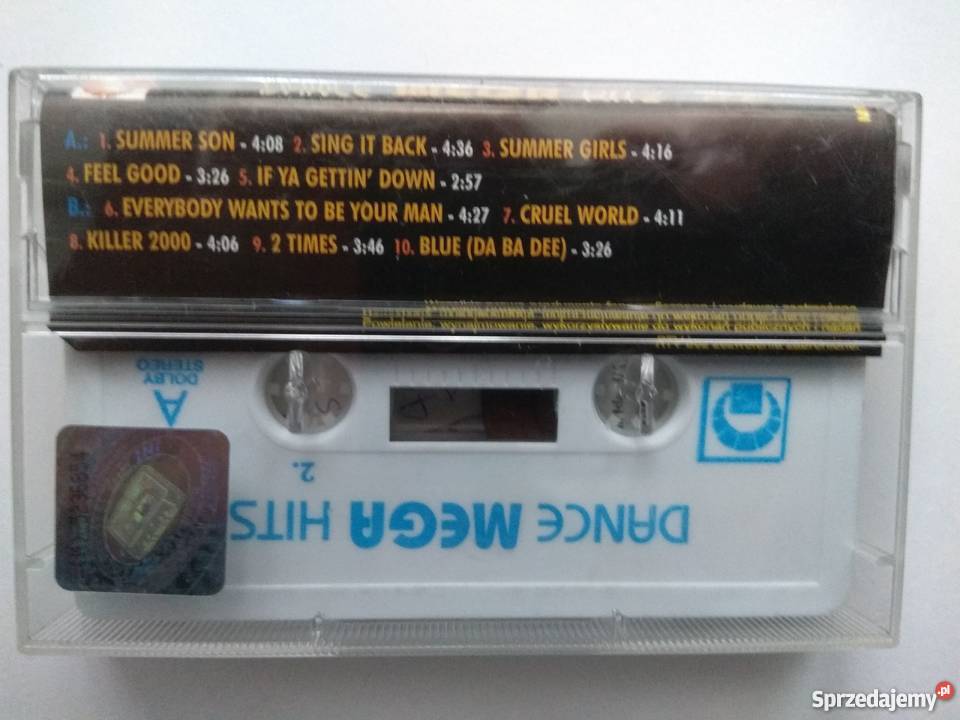 A.: 1. SUMMER SON - 4:08 2. SING IT BACK - 4:36 3. SUMMER GIRLS - 4:16
4. FEEL GOOD - 3:26 5. IF YA GETTIN' DOWN - 2:57
B.: 6. EVERYBODY WANTS TO BE YOUR MAN - 4:27 7. CRUEL WORLD - 4:11
8. KILLER 2000 - 4:06 9. 2 TIMES - 3:46 10. BLUE (DA BA DEE) - 3:26
A
DOLBY
STEREO
2.
DANCE MEGA HITS
Sprzedajemy.pl